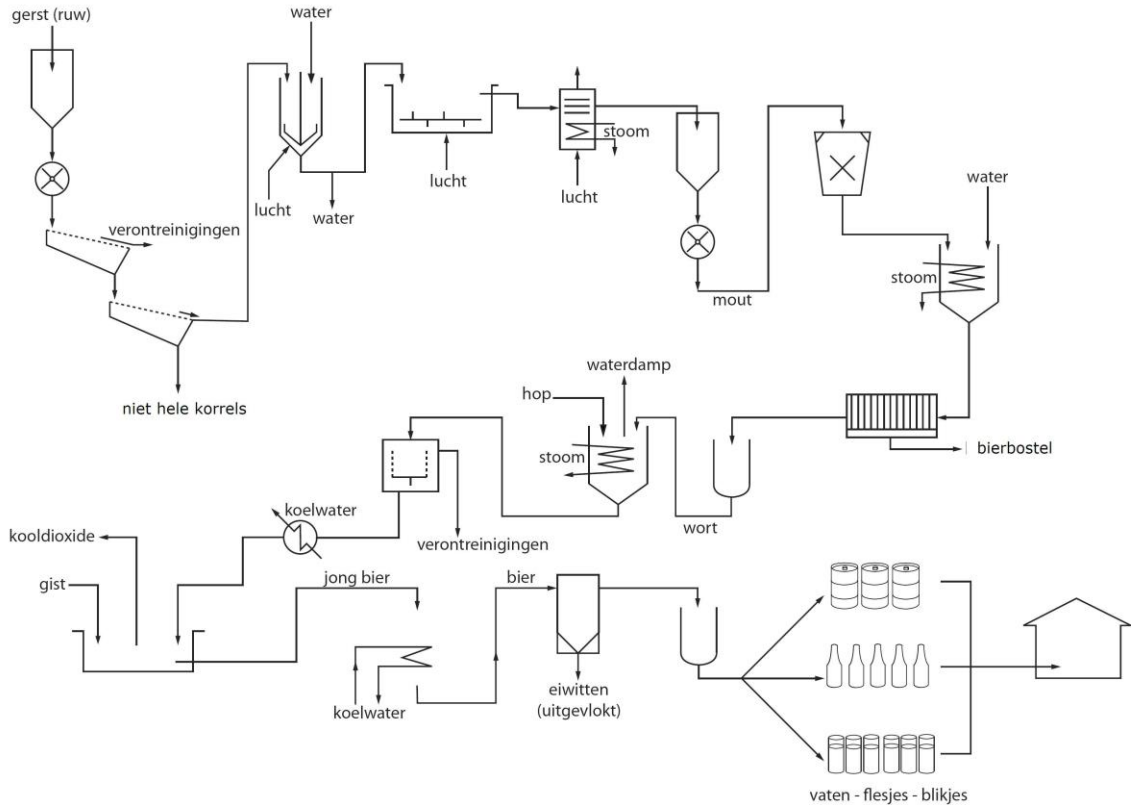 gerst (ruw)
water
verontreinigingen
lucht
water
lucht
stoom
lucht
mout
water
stoom
niet hele korrels
waterdamp
hop
stoom
bierbostel
wort
verontreinigingen
koelwater
kooldioxide
gist
jong bier
koelwater
bier
eiwitten
(uitgevlokt)
vaten - flesjes - blikjes